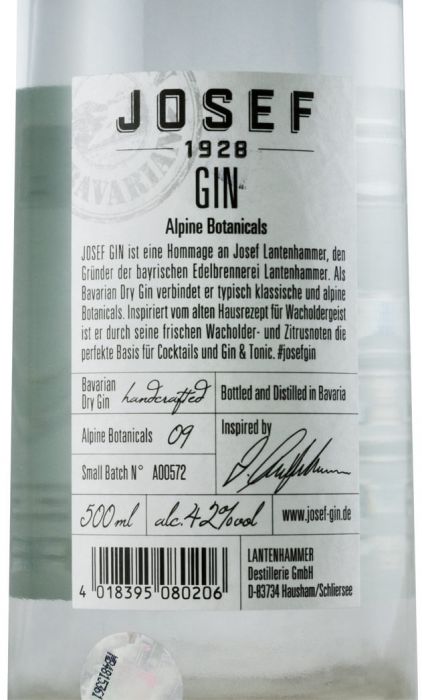 BAVARIAN
JOSEF
1928
GIN
Alpine Botanicals
JOSEF GIN ist eine Hommage an Josef Lantenhammer, den
Gründer der bayrischen Edelbrennerei Lantenhammer. Als
Bavarian Dry Gin verbindet er typisch klassische und alpine
Botanicals. Inspiriert vom alten Hausrezept für Wacholdergeist
ist er durch seine frischen Wacholder- und Zitrusnoten die
perfekte Basis für Cocktails und Gin & Tonic. #josefgin
Bavarian
Dry Gin handcrafted
Bottled and Distilled in Bavaria
Alpine Botanicals 09
Inspired by
Small Batch N° A00572
500 ml
alc. 42% vol
www.josef-gin.de
4 018395 080206
LANTENHAMMER
Destillerie GmbH
D-83734 Hausham/Schliersee